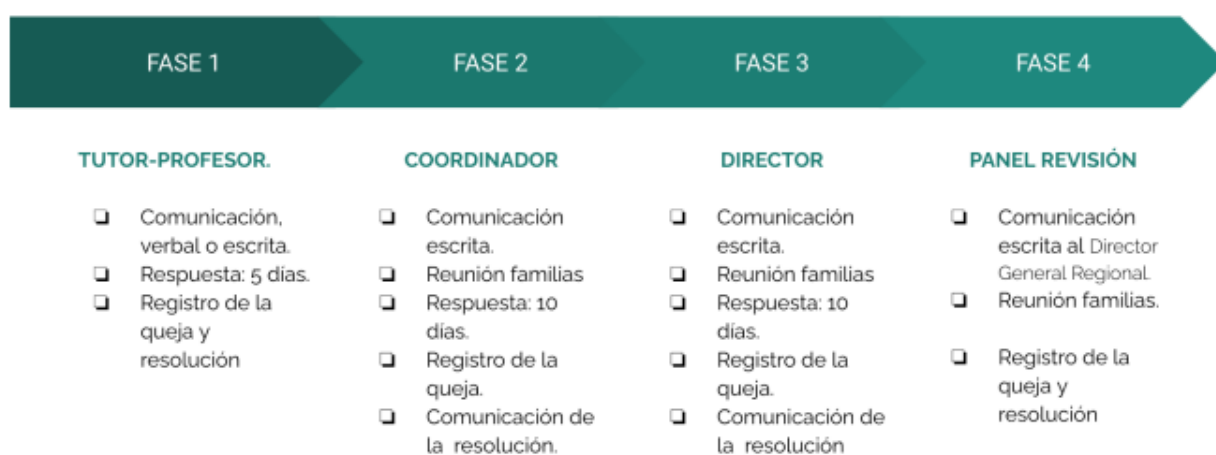 FASE 1
FASE 2
FASE 3
FASE 4
TUTOR-PROFESOR.
Comunicación,
verbal o escrita.
Respuesta: 5 días.
Registro de la
queja y
resolución
COORDINADOR
Comunicación
escrita.
Reunión familias
Respuesta: 10
días.
Registro de la
queja.
Comunicación de
la resolución.
DIRECTOR
Comunicación
escrita.
Reunión familias
Respuesta: 10
días.
Registro de la
queja.
Comunicación de
la resolución
PANEL REVISIÓN
Comunicación
escrita al Director
General Regional.
Reunión familias.
Registro de la
queja y
resolución